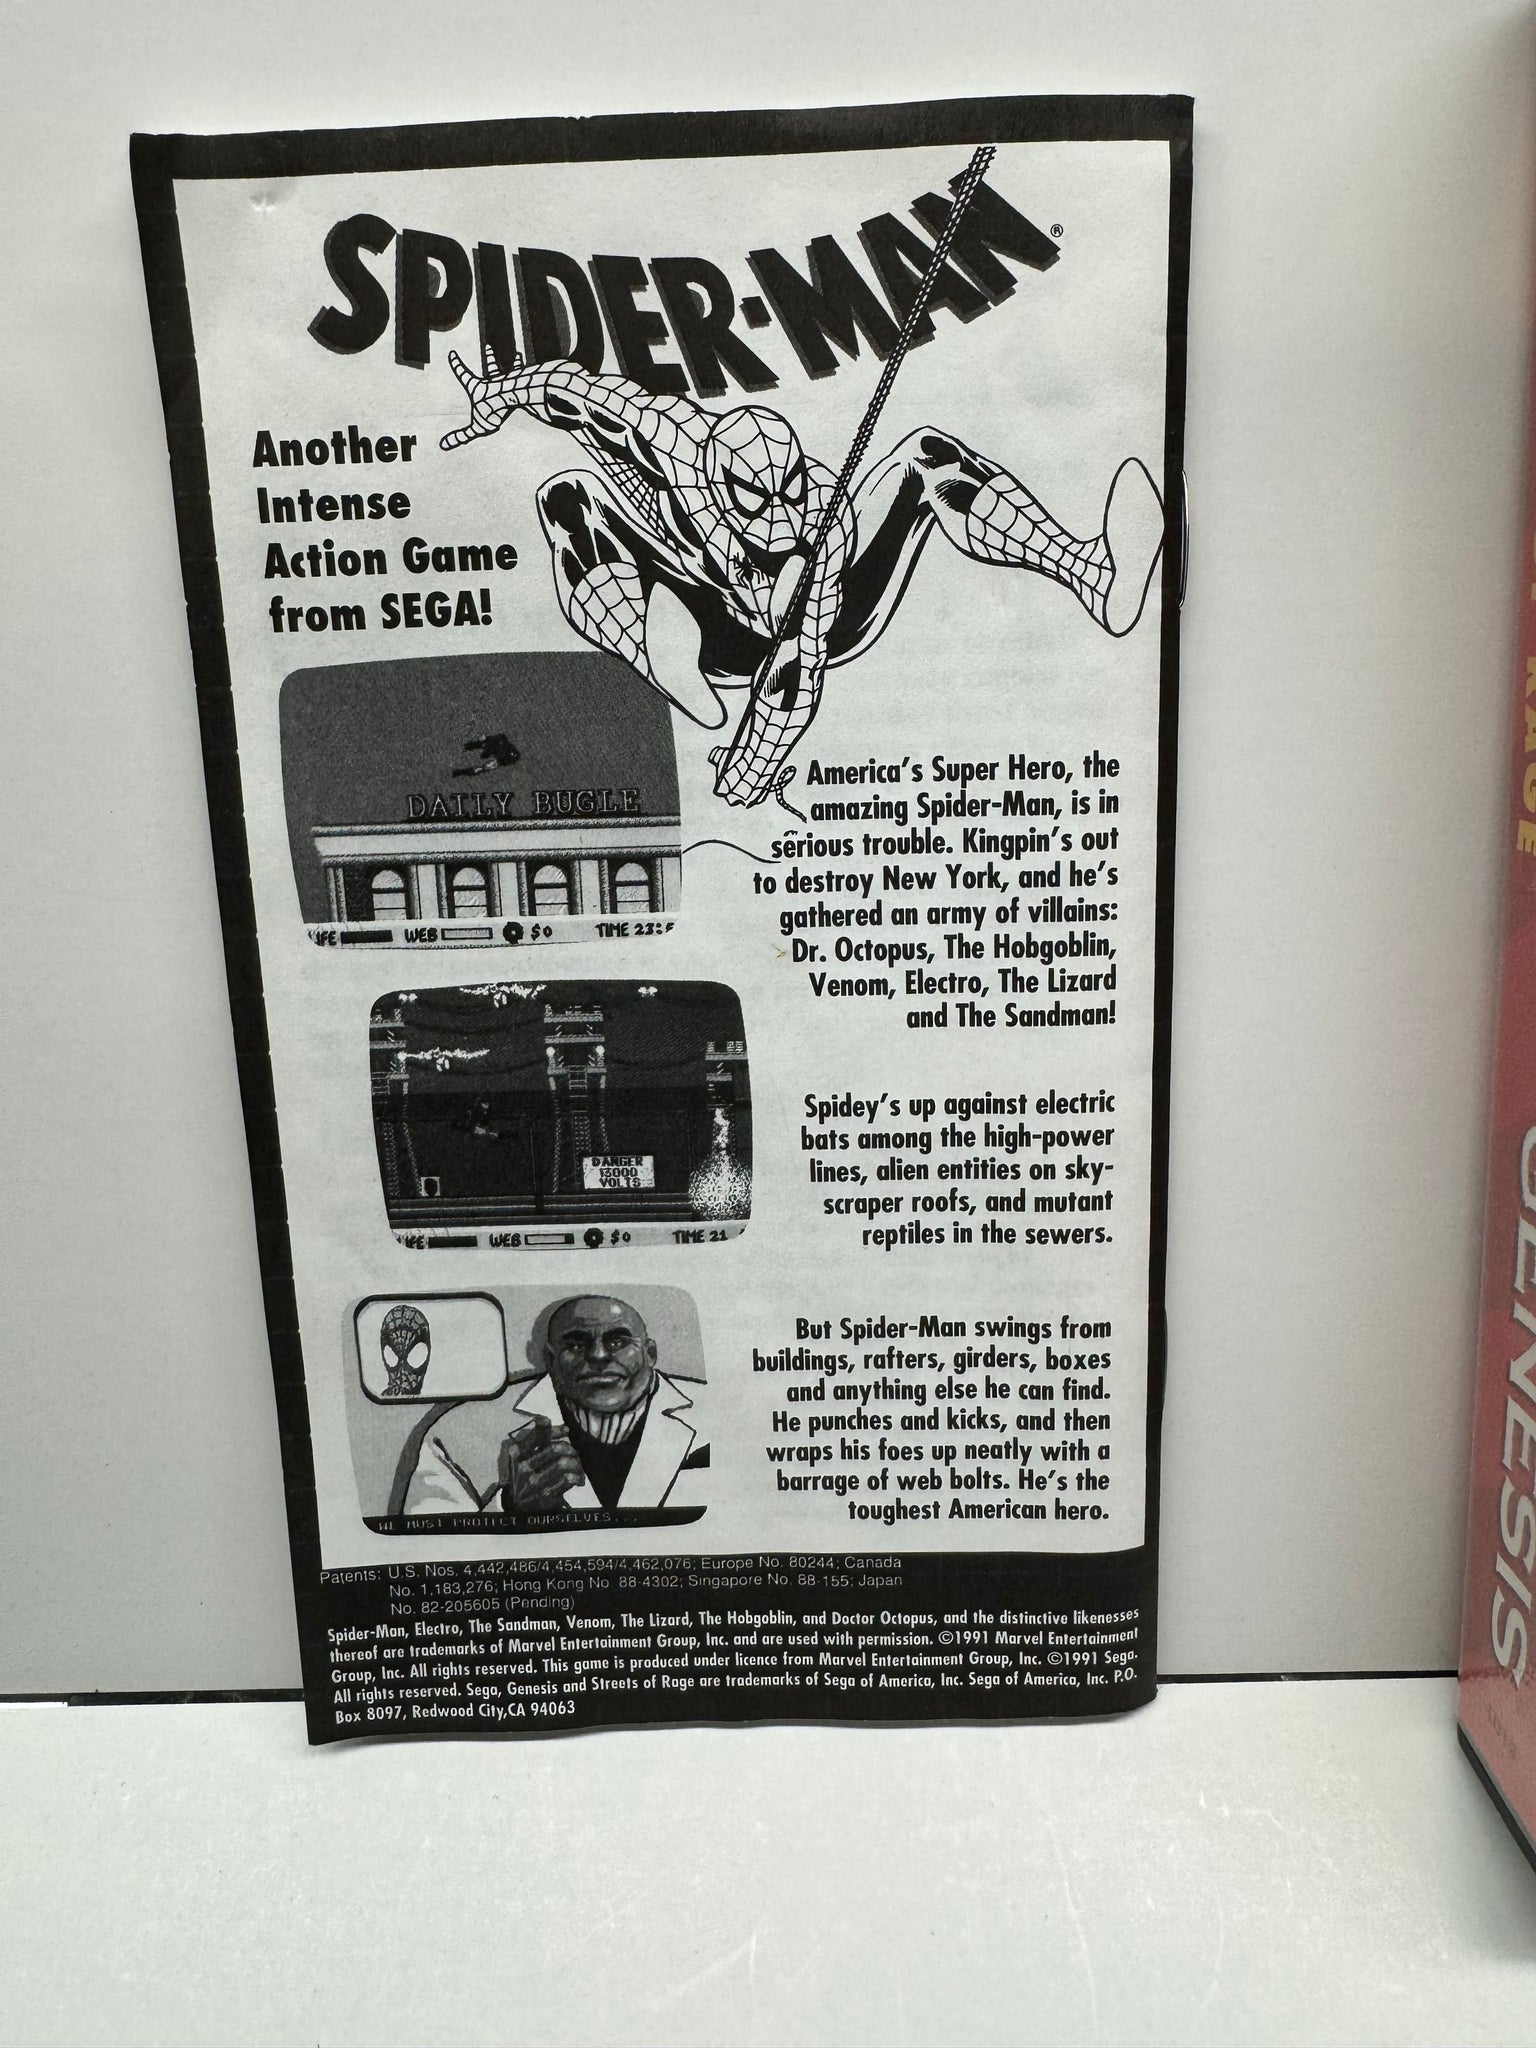 SPIDER-MAN®
Another
Intense
Action Game
from SEGA!
DAILY BUGLE
IFE WEB $0 TIME 23:5
America's Super Hero, the
amazing Spider-Man, is in
serious trouble. Kingpin's out
to destroy New York, and he's
gathered an army of villains:
Dr. Octopus, The Hobgoblin,
Venom, Electro, The Lizard
and The Sandman!
DANGER
13000
VOLTS
IFE WEB $0 TIME 21
Spidey's up against electric
bats among the high-power
lines, alien entities on sky-
scraper roofs, and mutant
reptiles in the sewers.
WE MUST PROTECT OURSELVES...
But Spider-Man swings from
buildings, rafters, girders, boxes
and anything else he can find.
He punches and kicks, and then
wraps his foes up neatly with a
barrage of web bolts. He's the
toughest American hero.
Patents: U.S. Nos. 4,442,486/4,454,594/4,462,076; Europe No. 80244; Canada
No. 1,183,276; Hong Kong No. 88-4302; Singapore No. 88-155; Japan
No. 82-205605 (Pending)
Spider-Man, Electro, The Sandman, Venom, The Lizard, The Hobgoblin, and Doctor Octopus, and the distinctive likenesses
thereof are trademarks of Marvel Entertainment Group, Inc. and are used with permission. ©1991 Marvel Entertainment
Group, Inc. All rights reserved. This game is produced under licence from Marvel Entertainment Group, Inc. ©1991 Sega.
All rights reserved. Sega, Genesis and Streets of Rage are trademarks of Sega of America, Inc. Sega of America, Inc. P.O.
Box 8097, Redwood City,CA 94063
RAGE
GENESIS